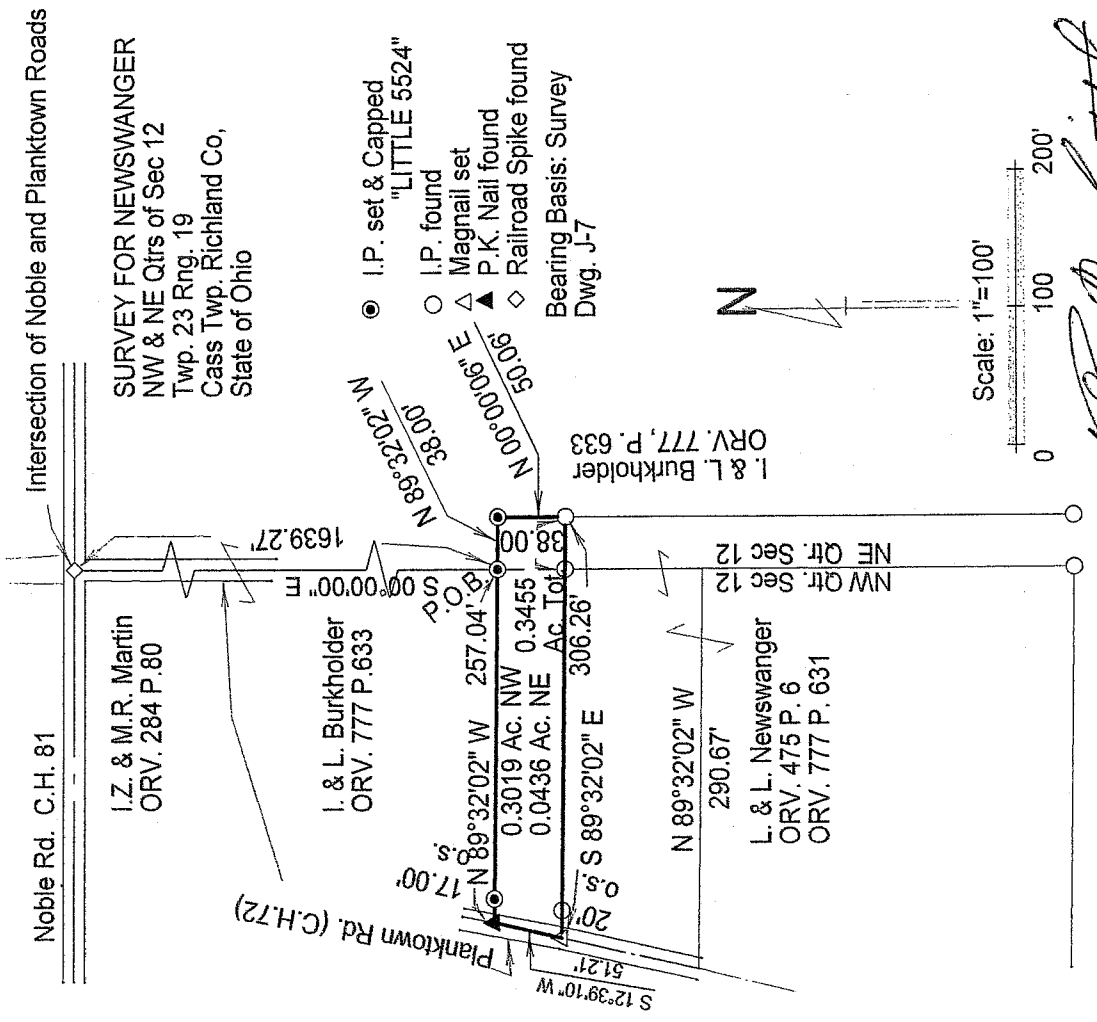 Intersection of Noble and Planktown Roads
Noble Rd. C.H. 81
SURVEY FOR NEWSWANGER
NW & NE Qtrs of Sec 12
Twp. 23 Rng. 19
Cass Twp. Richland Co,
State of Ohio
I.Z. & M.R. Martin
ORV. 284 P.80
1639.27'
S 00°00'00" E
I. & L. Burkholder
ORV. 777 P.633
P.O.B.
Planktown Rd. (C.H.72)
I.P. set & Capped
"LITTLE 5524"
I.P. found
Magnail set
P.K. Nail found
Railroad Spike found
Bearing Basis: Survey
Dwg. J-7
N 89°32'02" W
38.00'
N 00°00'06" E
50.06'
17.00'
o.s.
N 89°32'02" W 257.04'
0.3019 Ac. NW
0.0436 Ac. NE
0.3455
Ac. Tot.
38.00
S 89°32'02" E
306.26'
20'
o.s.
S 12°39'10" W
51.21'
I. & L. Burkholder
ORV. 777, P. 633
NW Qtr. Sec 12
NE Qtr. Sec 12
N 89°32'02" W
290.67'
L. & L. Newswanger
ORV. 475 P. 6
ORV. 777 P. 631
N
Scale: 1"=100'
0 100 200'